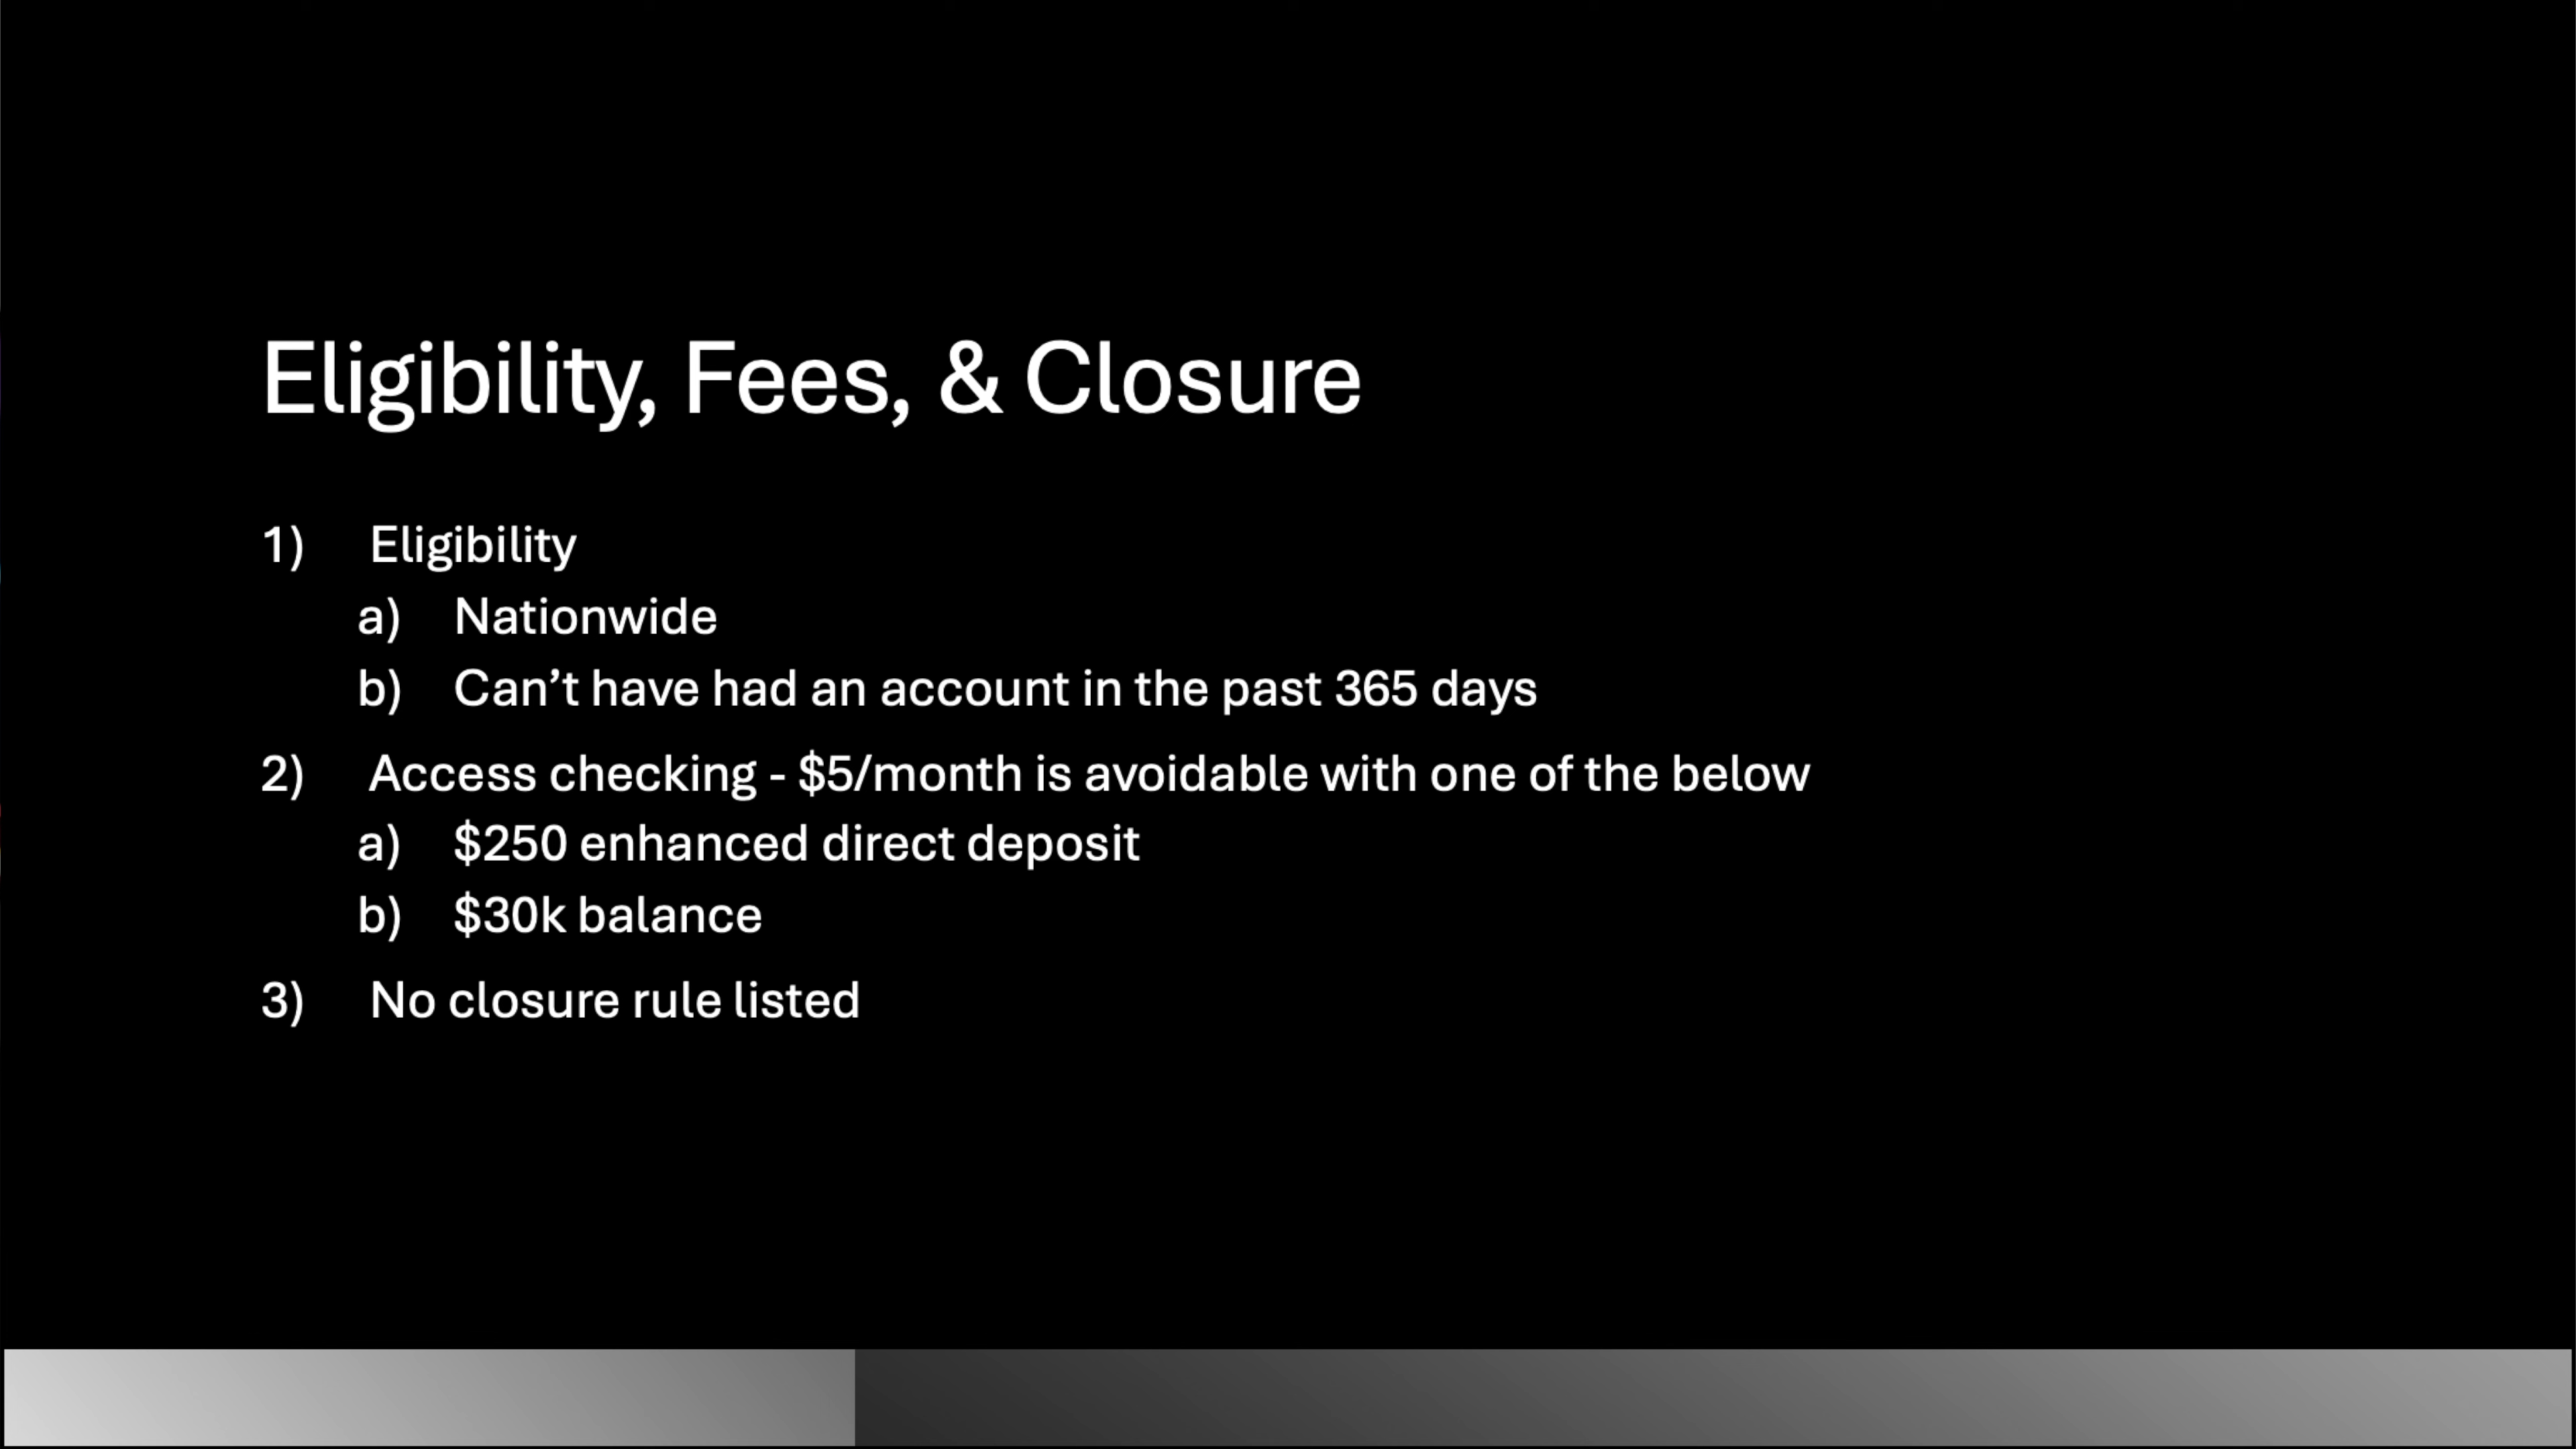 Eligibility, Fees, & Closure
1) Eligibility
a) Nationwide
b) Can’t have had an account in the past 365 days
2) Access checking - $5/month is avoidable with one of the below
a) $250 enhanced direct deposit
b) $30k balance
3) No closure rule listed